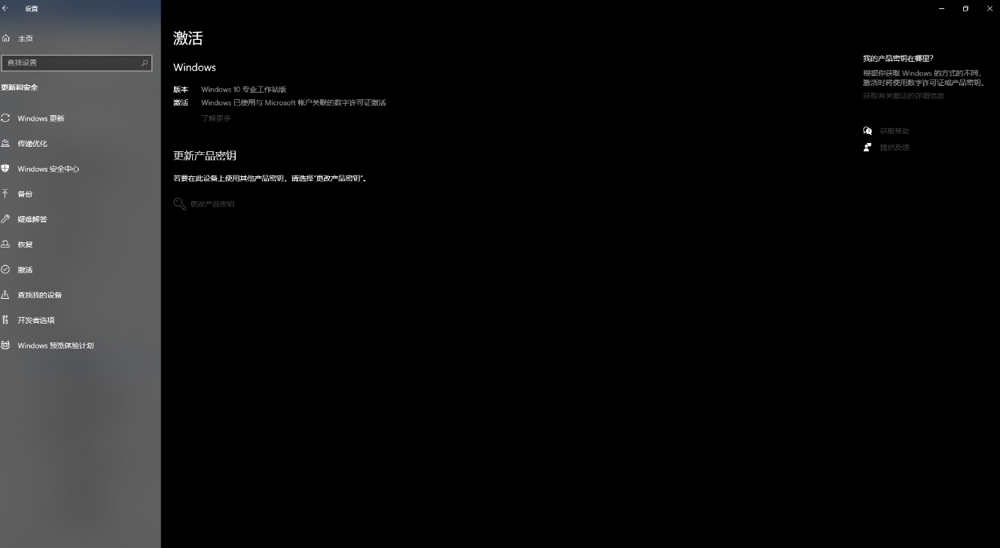 设置
主页
查找设置
更新和安全
Windows 更新
传递优化
Windows 安全中心
备份
疑难解答
恢复
激活
查找我的设备
开发者选项
Windows 预览体验计划
激活
Windows
版本 Windows 10 专业工作站版
激活 Windows 已使用与 Microsoft 帐户关联的数字许可证激活
了解更多
更新产品密钥
若要在此设备上使用其他产品密钥，请选择"更改产品密钥"。
更改产品密钥
我的产品密钥在哪里?
根据你获取 Windows 的方式的不同，
激活时将使用数字许可证或产品密钥。
获取有关激活的详细信息
获取帮助
提供反馈